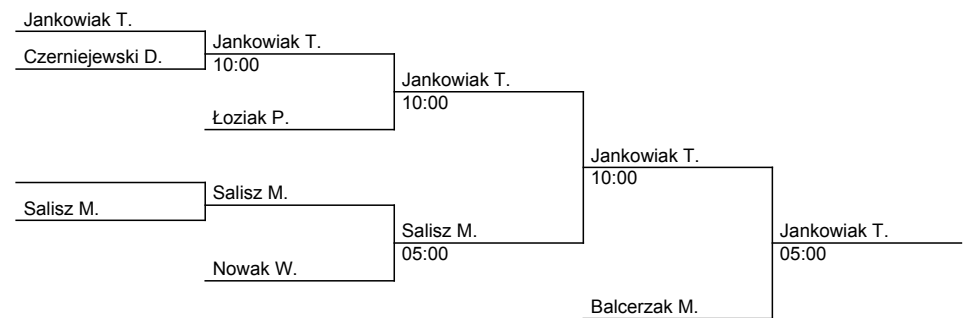 Jankowiak T.
Czerniejewski D.
Jankowiak T.
10:00
Łoziak P.
Jankowiak T.
10:00
Salisz M.
Salisz M.
Nowak W.
Salisz M.
05:00
Jankowiak T.
10:00
Balcerzak M.
Jankowiak T.
05:00